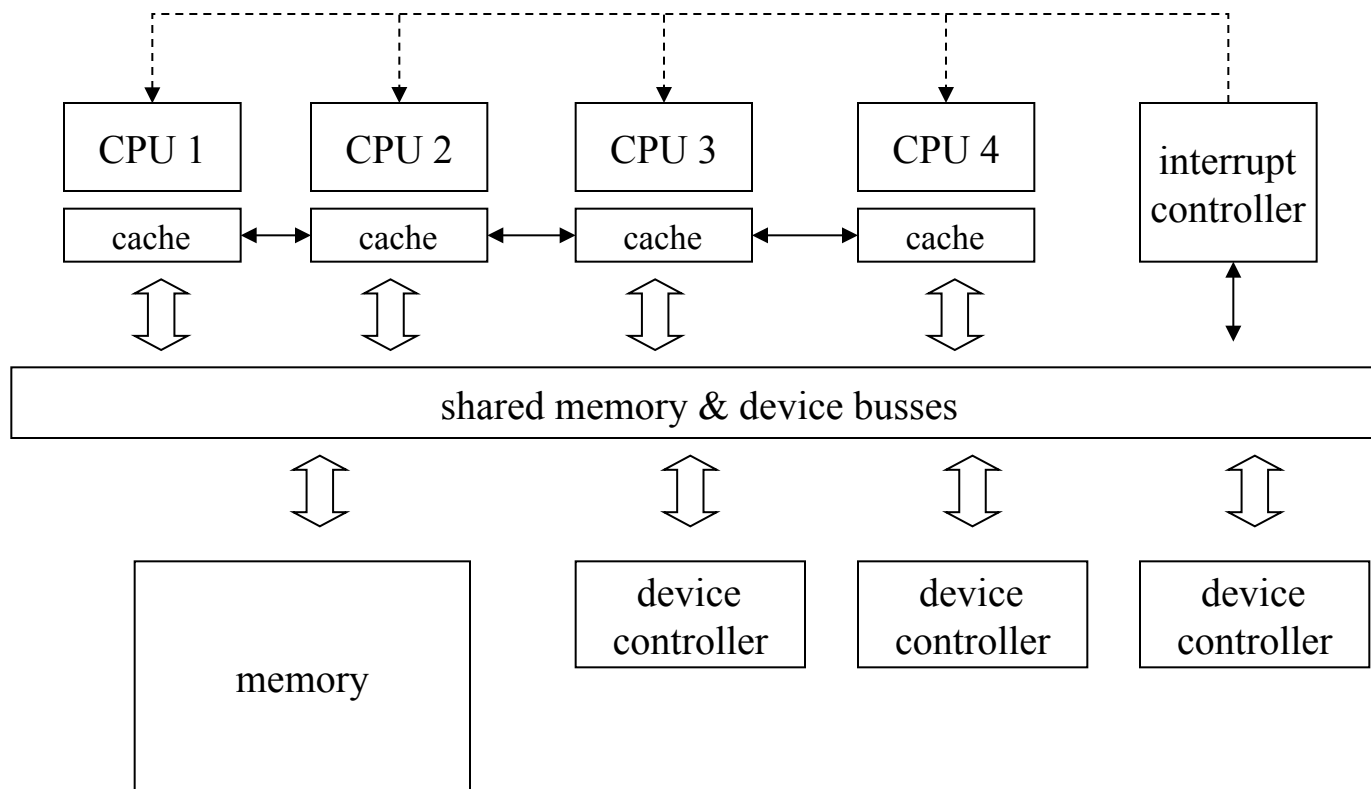 CPU 1
CPU 2
CPU 3
CPU 4
interrupt
controller
cache
cache
cache
cache
shared memory & device busses
memory
device
controller
device
controller
device
controller